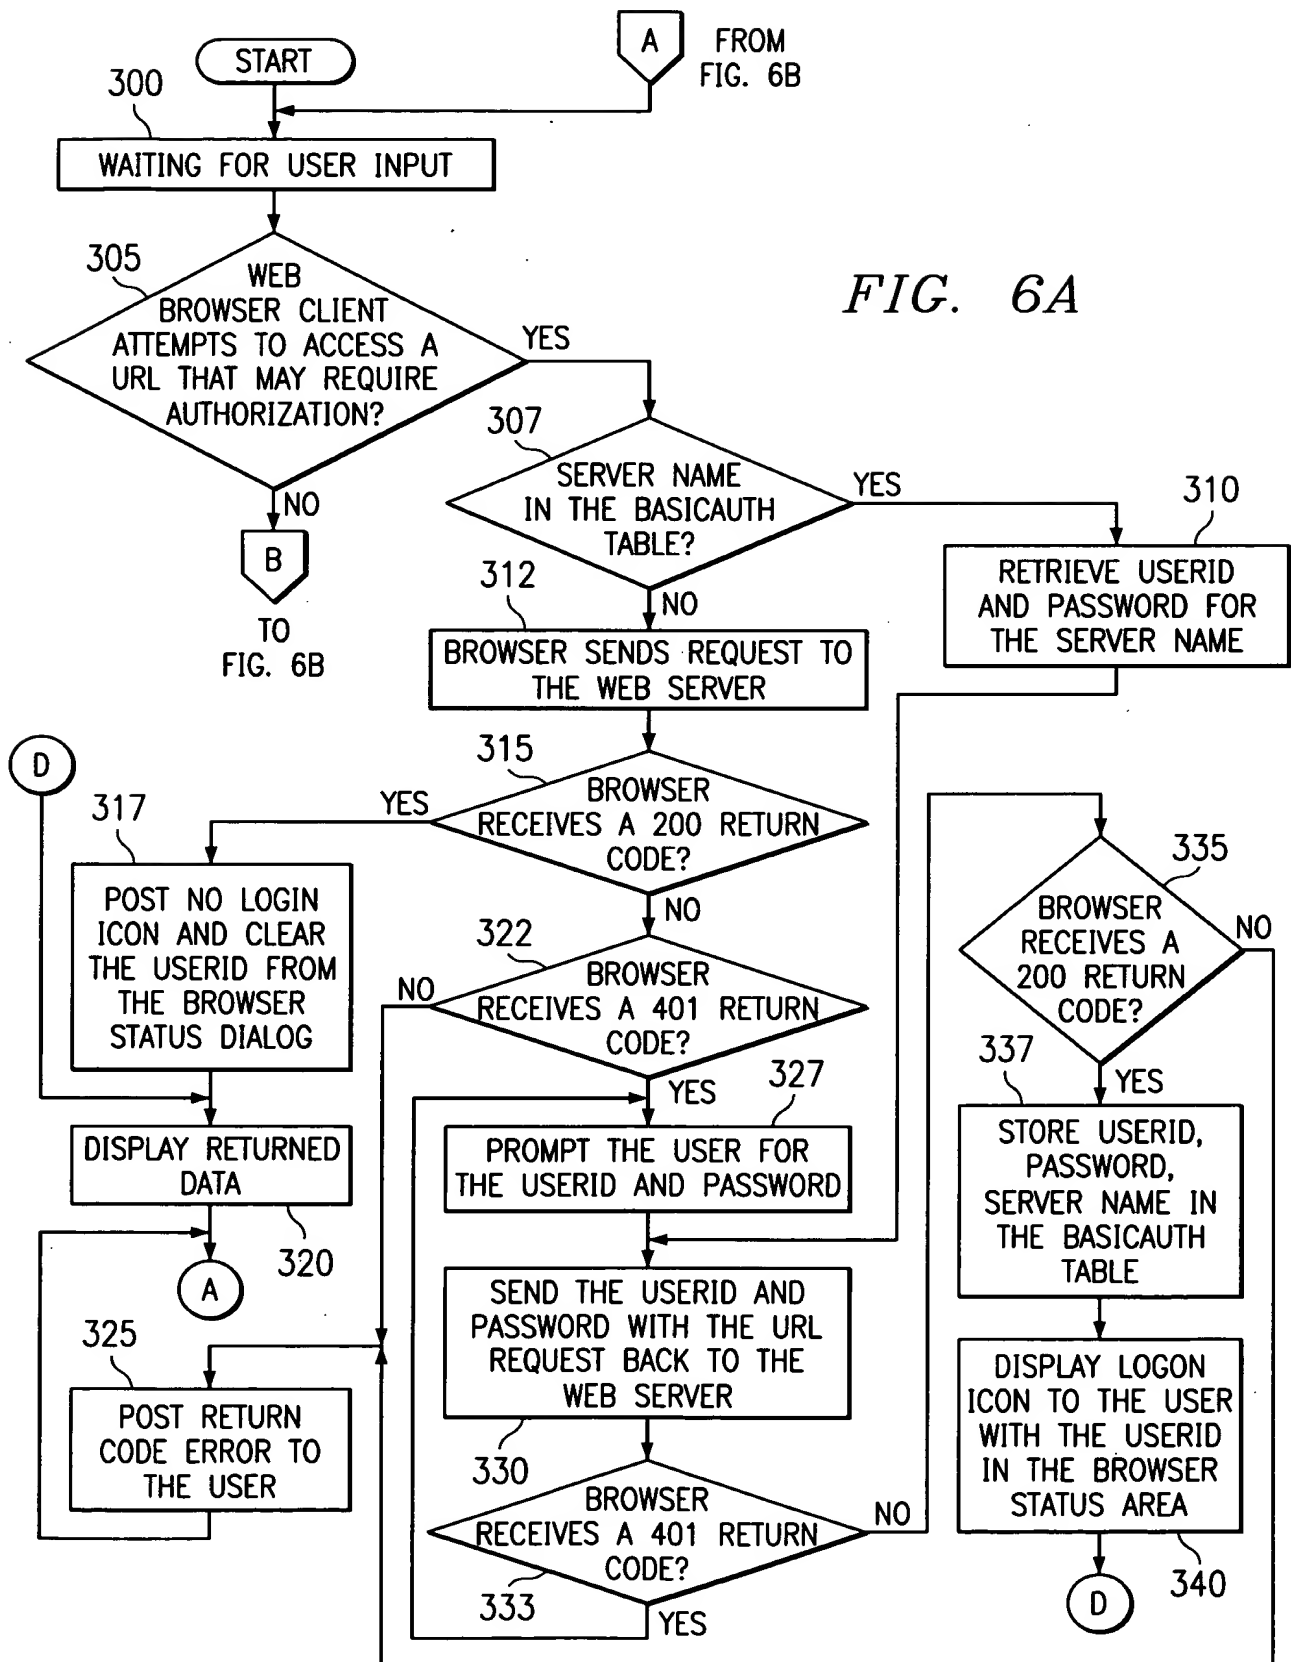 START
A
FROM
FIG. 6B
300
WAITING FOR USER INPUT
305
WEB
BROWSER CLIENT
ATTEMPTS TO ACCESS A
URL THAT MAY REQUIRE
AUTHORIZATION?
YES
NO
B
TO
FIG. 6B
FIG. 6A
307
SERVER NAME
IN THE BASICAUTH
TABLE?
YES
NO
310
RETRIEVE USERID
AND PASSWORD FOR
THE SERVER NAME
312
BROWSER SENDS REQUEST TO
THE WEB SERVER
D
315
BROWSER
RECEIVES A 200 RETURN
CODE?
YES
NO
317
POST NO LOGIN
ICON AND CLEAR
THE USERID FROM
THE BROWSER
STATUS DIALOG
322
BROWSER
RECEIVES A 401 RETURN
CODE?
NO
YES
DISPLAY RETURNED
DATA
320
A
325
POST RETURN
CODE ERROR TO
THE USER
327
PROMPT THE USER FOR
THE USERID AND PASSWORD
SEND THE USERID AND
PASSWORD WITH THE URL
REQUEST BACK TO THE
WEB SERVER
330
BROWSER
RECEIVES A 401 RETURN
CODE?
333
NO
YES
335
BROWSER
RECEIVES A
200 RETURN
CODE?
NO
YES
337
STORE USERID,
PASSWORD,
SERVER NAME IN
THE BASICAUTH
TABLE
DISPLAY LOGON
ICON TO THE USER
WITH THE USERID
IN THE BROWSER
STATUS AREA
340
D